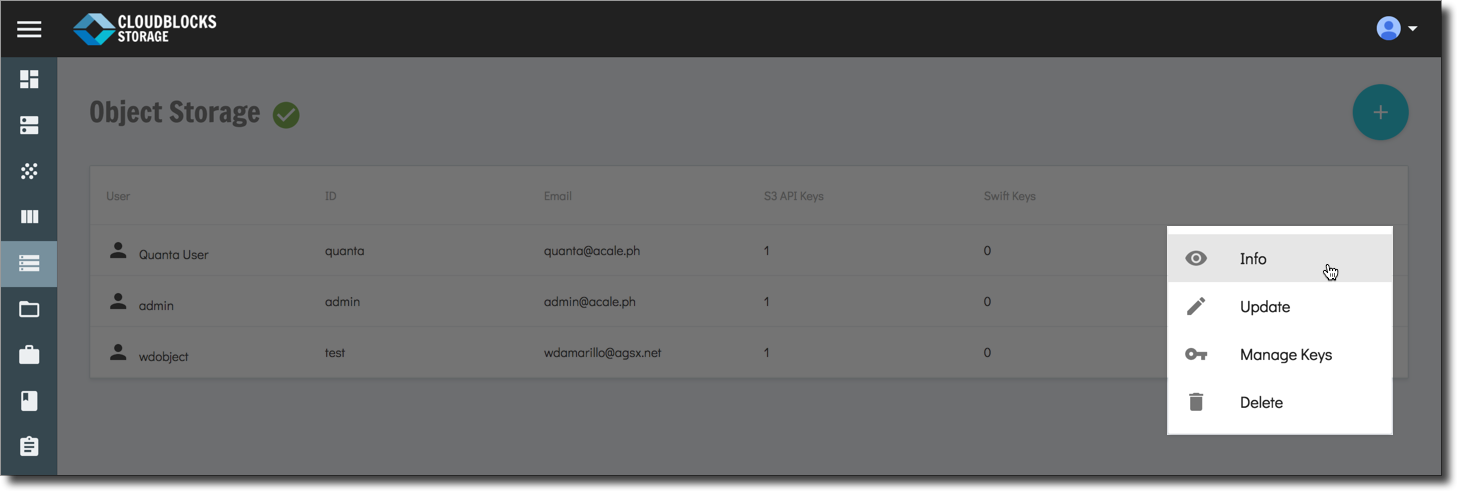 CLOUDBLOCKS
STORAGE
Object Storage
User ID Email S3 API Keys Swift Keys
Quanta User quanta quanta@acale.ph 1 0
admin admin admin@acale.ph 1 0
wdobject test wdamarillo@agsx.net 1 0
Info
Update
Manage Keys
Delete